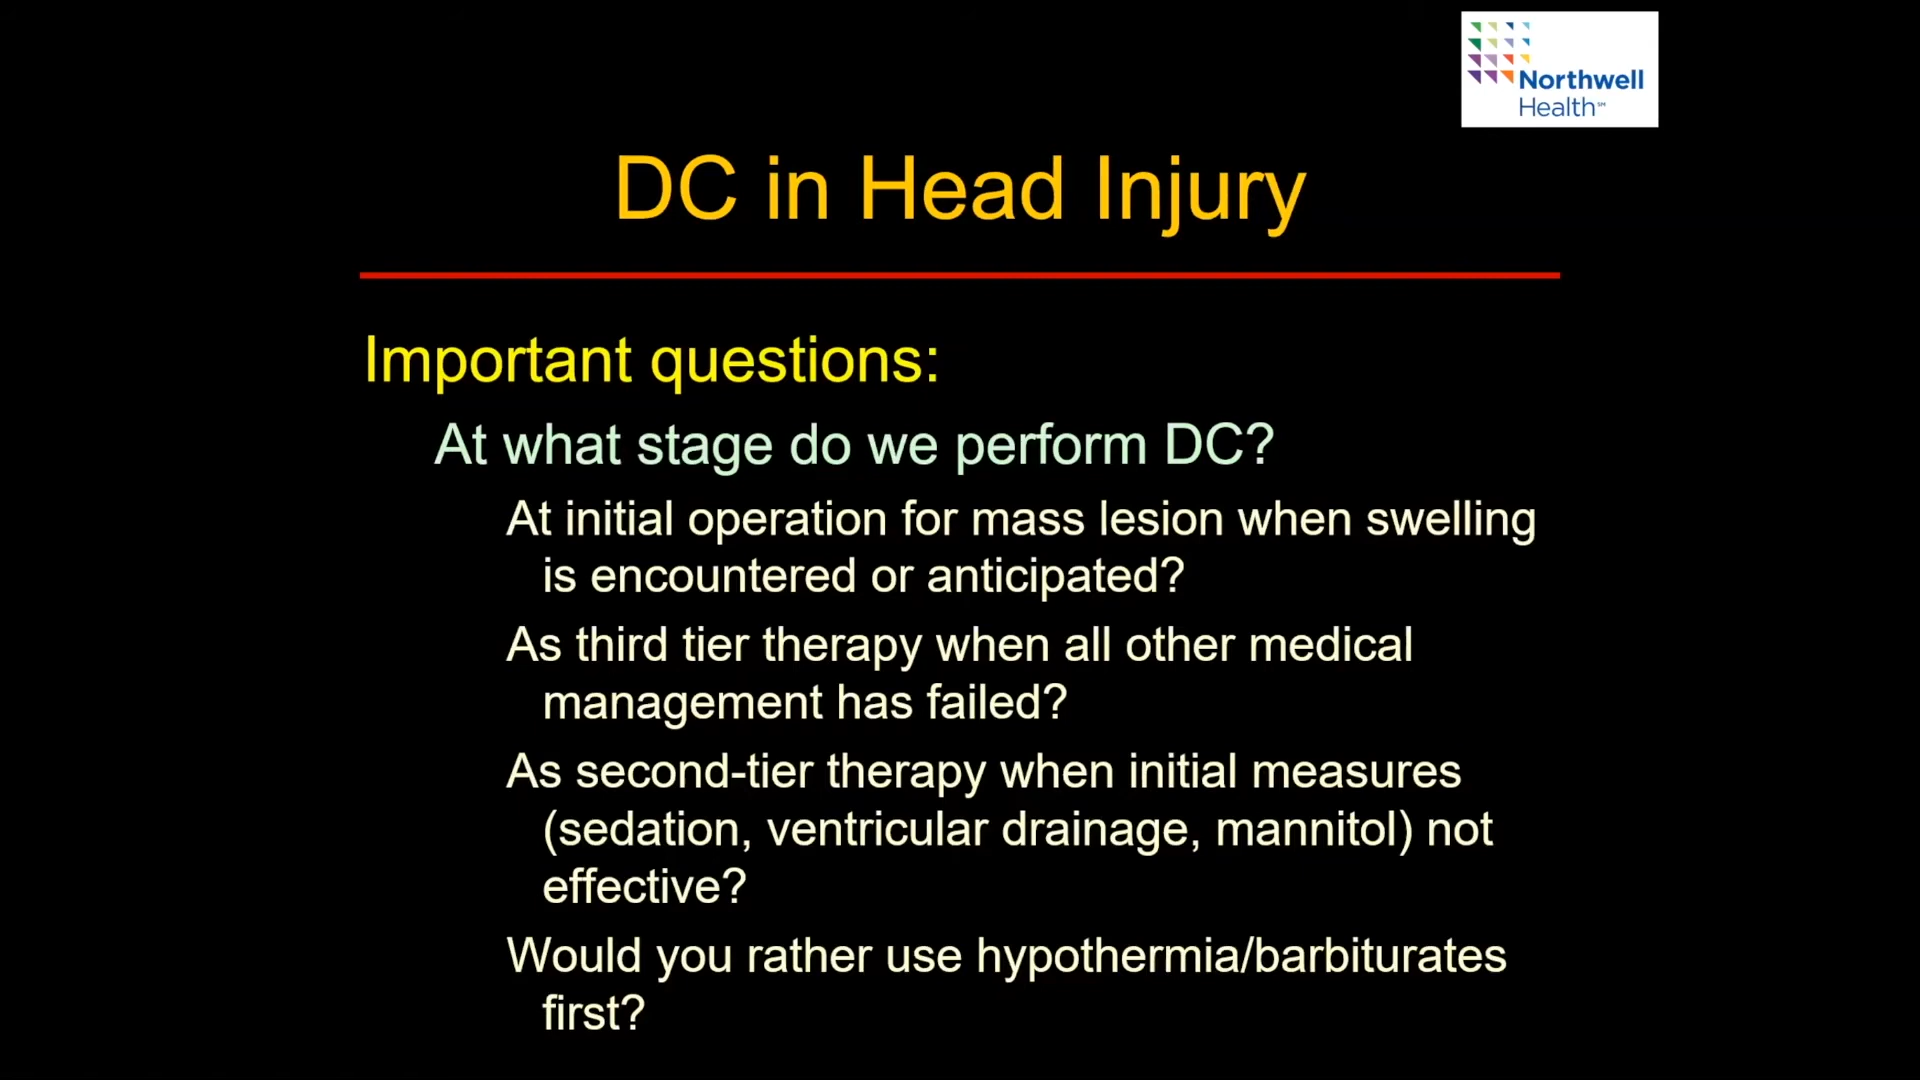 Northwell
Health℠
DC in Head Injury
Important questions:
At what stage do we perform DC?
At initial operation for mass lesion when swelling
is encountered or anticipated?
As third tier therapy when all other medical
management has failed?
As second-tier therapy when initial measures
(sedation, ventricular drainage, mannitol) not
effective?
Would you rather use hypothermia/barbiturates
first?